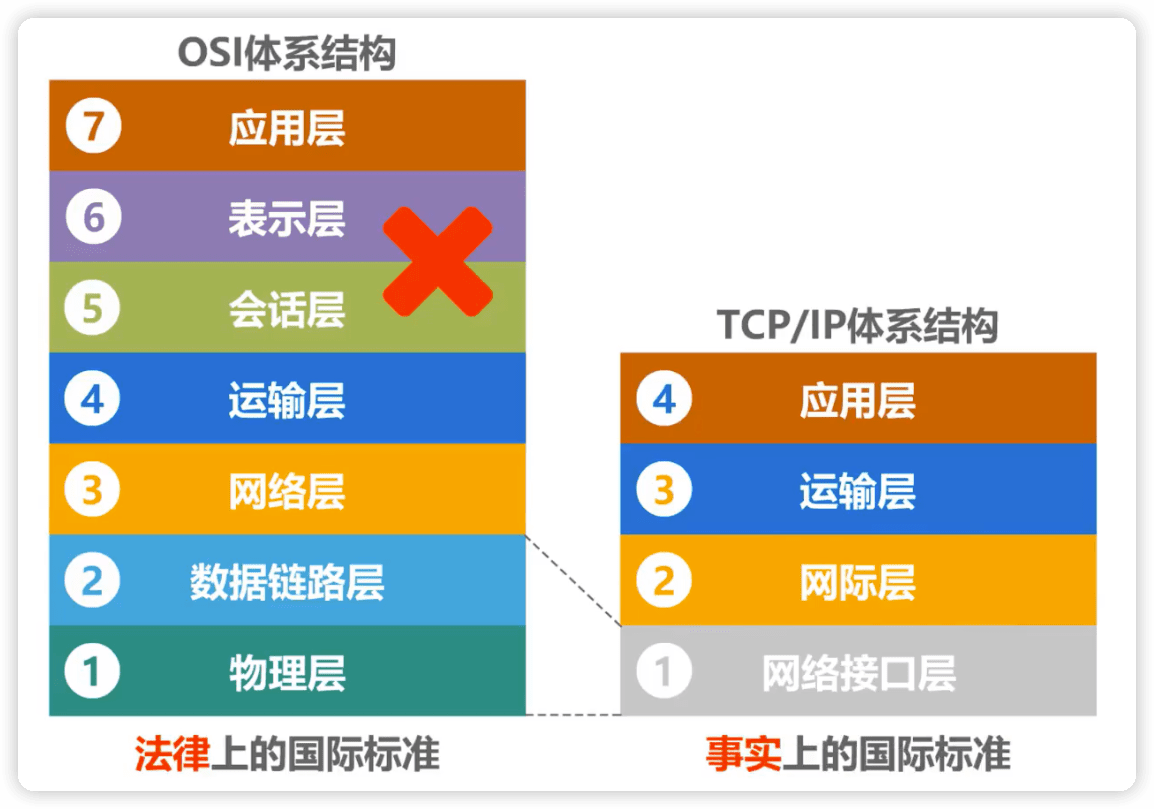 OSI体系结构
7 应用层
6 表示层
5 会话层
4 运输层
3 网络层
2 数据链路层
1 物理层
法律上的国际标准
TCP/IP体系结构
4 应用层
3 运输层
2 网际层
1 网络接口层
事实上的国际标准